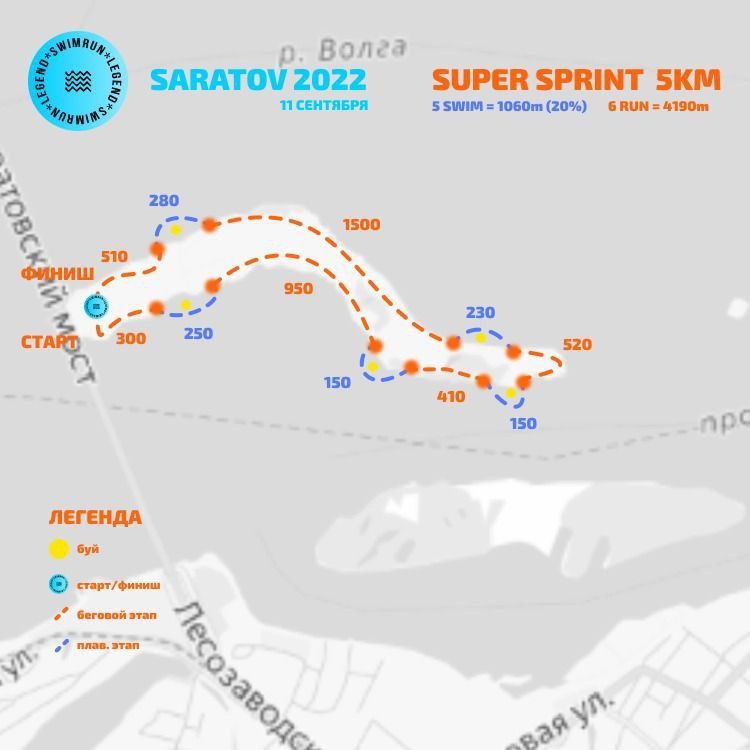 р. Волга
LEGEND*SWIMRUN*LEGEND*SWIMRUN*
SARATOV 2022
11 СЕНТЯБРЯ
SUPER SPRINT 5KM
5 SWIM = 1060m (20%) 6 RUN = 4190m
280
1500
510
ФИНИШ
950
230
СТАРТ
300
250
520
150
410
150
атовский мост
про
ЛЕГЕНДА
буй
старт/финиш
беговой этап
плав. этап
ул.
Лесозаводск
овая ул.